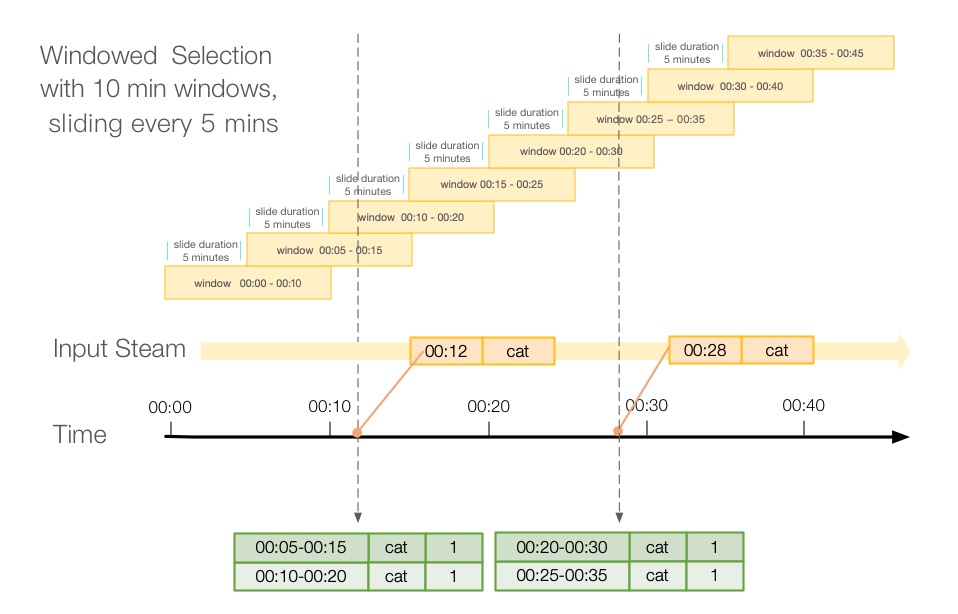 Windowed Selection
with 10 min windows,
sliding every 5 mins
slide duration
5 minutes
window 00:35 - 00:45
slide duration
5 minutes
window 00:30 - 00:40
slide duration
5 minutes
window 00:25 – 00:35
slide duration
5 minutes
window 00:20 - 00:30
slide duration
5 minutes
window 00:15 - 00:25
slide duration
5 minutes
window 00:10 - 00:20
slide duration
5 minutes
window 00:05 - 00:15
window 00:00 - 00:10
Input Steam
00:12 cat
00:28 cat
00:00 00:10 00:20 00:30 00:40
Time
00:05-00:15 cat 1
00:10-00:20 cat 1
00:20-00:30 cat 1
00:25-00:35 cat 1